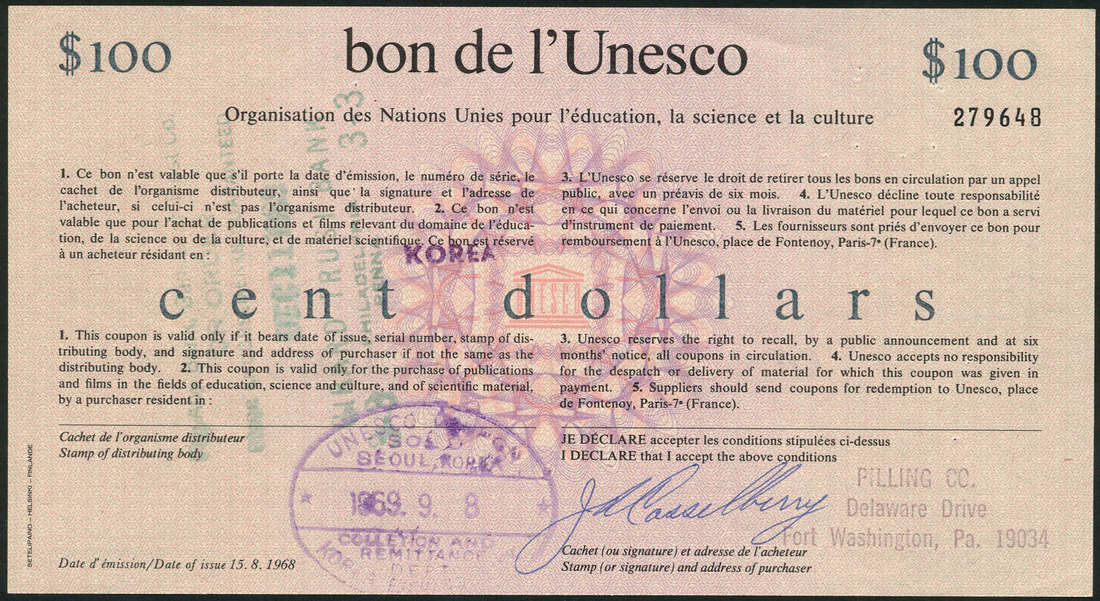 $100
bon de l'Unesco
$100
Organisation des Nations Unies pour l'éducation, la science et la culture
279648
1. Ce bon n'est valable que s'il porte la date d'émission, le numéro de série, le
cachet de l'organisme distributeur, ainsi que la signature et l'adresse de
l'acheteur, si celui-ci n'est pas l'organisme distributeur. 2. Ce bon n'est
valable que pour l'achat de publications et films relevant du domaine de l'éduca-
tion, de la science ou de la culture, et de matériel scientifique. Ce bon est réservé
à un acheteur résidant en :
3. L'Unesco se réserve le droit de retirer tous les bons en circulation par un appel
public, avec un préavis de six mois. 4. L'Unesco décline toute responsabilité
en ce qui concerne l'envoi ou la livraison du matériel pour lequel ce bon a servi
d'instrument de paiement. 5. Les fournisseurs sont priés d'envoyer ce bon pour
remboursement à l'Unesco, place de Fontenoy, Paris-7e (France).
KOREA
UNESCO
cent dollars
1. This coupon is valid only if it bears date of issue, serial number, stamp of dis-
tributing body, and signature and address of purchaser if not the same as the
distributing body. 2. This coupon is valid only for the purchase of publications
and films in the fields of education, science and culture, and of scientific material,
by a purchaser resident in :
3. Unesco reserves the right to recall, by a public announcement and at six
months' notice, all coupons in circulation. 4. Unesco accepts no responsibility
for the despatch or delivery of material for which this coupon was given in
payment. 5. Suppliers should send coupons for redemption to Unesco, place
de Fontenoy, Paris-7e (France).
Cachet de l'organisme distributeur
Stamp of distributing body
UNESCO
SEOUL, KOREA
1969. 9. 8
COLLECTION AND
REMITTANCE
DEPT
KOREA
JE DÉCLARE accepter les conditions stipulées ci-dessus
I DECLARE that I accept the above conditions
J A Casselberry
PILLING CO.
Delaware Drive
Fort Washington, Pa. 19034
Cachet (ou signature) et adresse de l'acheteur
Stamp (or signature) and address of purchaser
Date d'émission/Date of issue 15. 8. 1968
SETELIPAINO - HELSINKI - FINLANDE
BANK
PHILADEL
PENNA
3-3